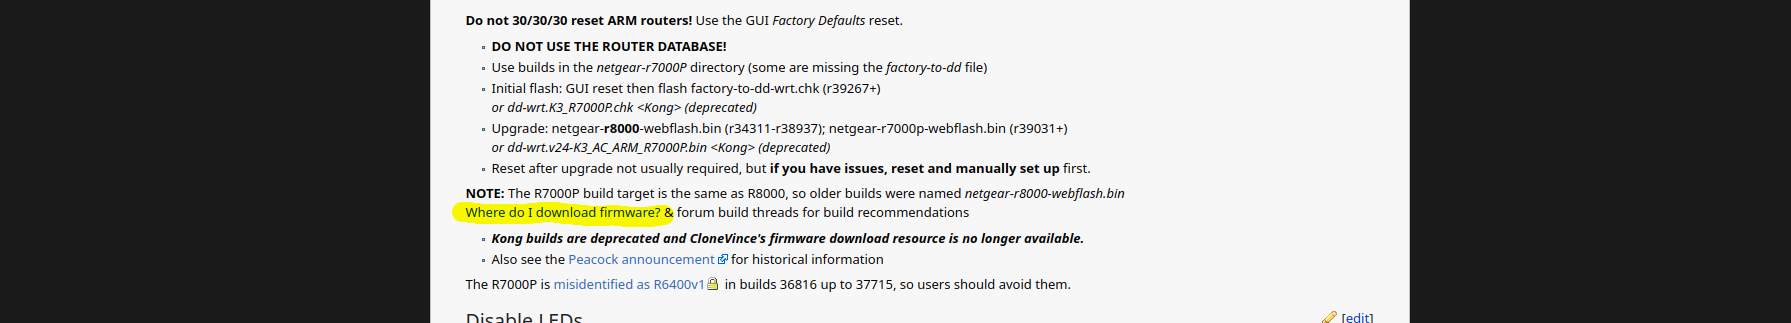 Do not 30/30/30 reset ARM routers! Use the GUI Factory Defaults reset.
DO NOT USE THE ROUTER DATABASE!
Use builds in the netgear-r7000P directory (some are missing the factory-to-dd file)
Initial flash: GUI reset then flash factory-to-dd-wrt.chk (r39267+)
or dd-wrt.K3_R7000P.chk <Kong> (deprecated)
Upgrade: netgear-r8000-webflash.bin (r34311-r38937); netgear-r7000p-webflash.bin (r39031+)
or dd-wrt.v24-K3_AC_ARM_R7000P.bin <Kong> (deprecated)
Reset after upgrade not usually required, but if you have issues, reset and manually set up first.
NOTE: The R7000P build target is the same as R8000, so older builds were named netgear-r8000-webflash.bin
Where do I download firmware? & forum build threads for build recommendations
Kong builds are deprecated and CloneVince's firmware download resource is no longer available.
Also see the Peacock announcement for historical information
The R7000P is misidentified as R6400v1 in builds 36816 up to 37715, so users should avoid them.
Disable LEDs [edit]